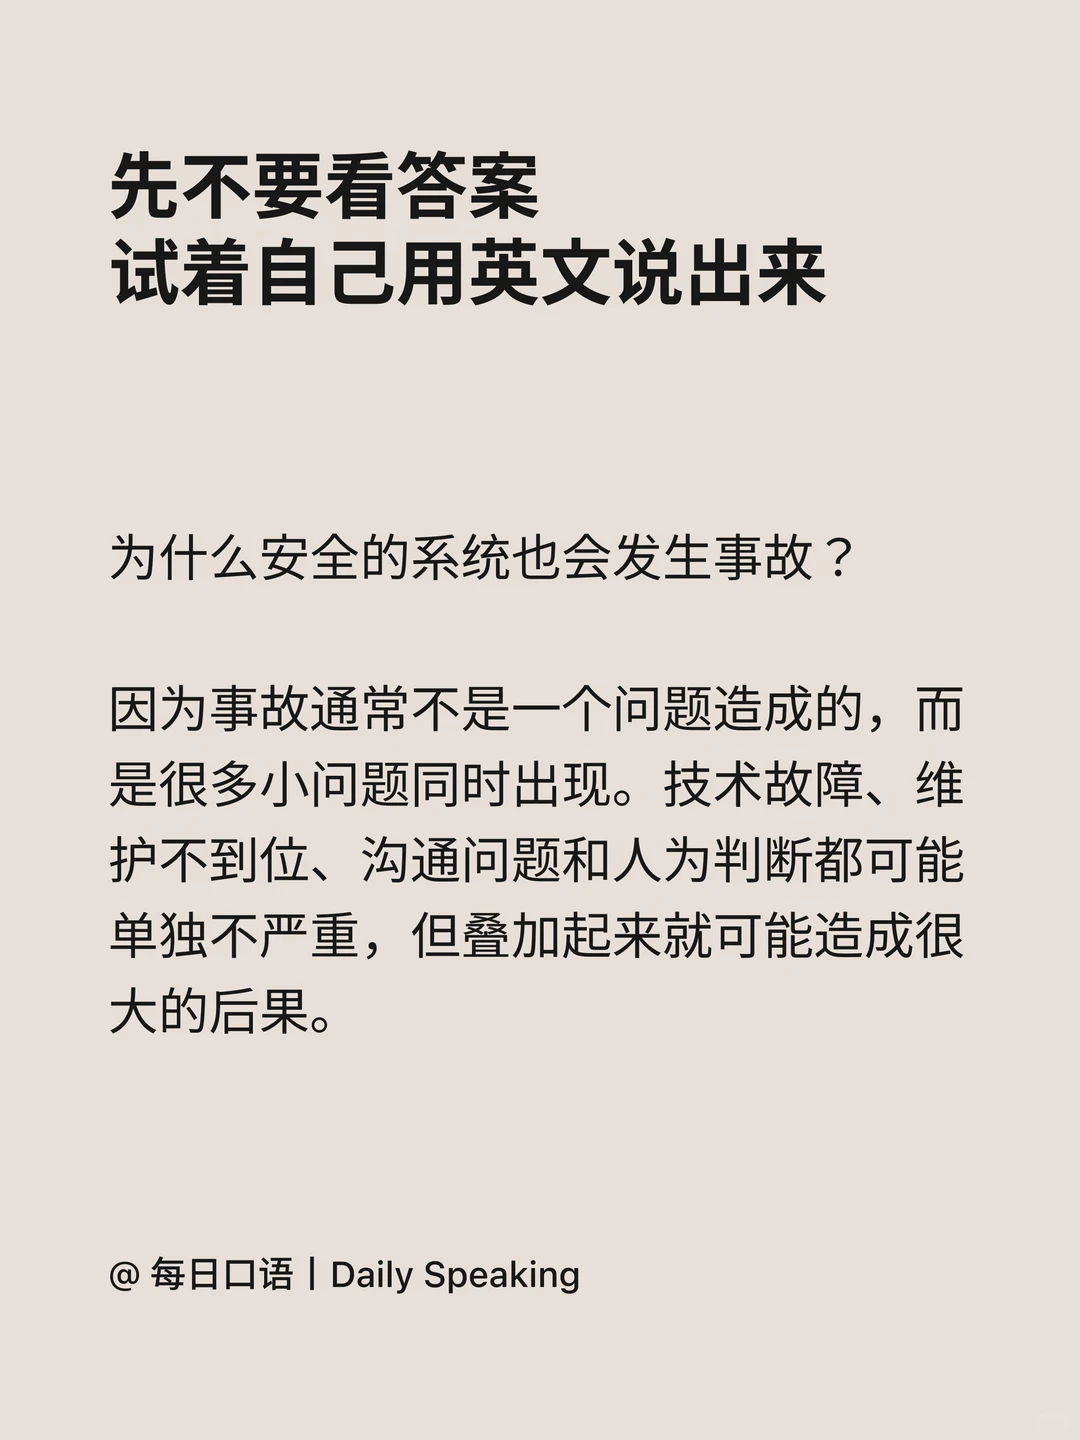 先不要看答案
试着自己用英文说出来
为什么安全的系统也会发生事故？
因为事故通常不是一个问题造成的，而
是很多小问题同时出现。技术故障、维
护不到位、沟通问题和人为判断都可能
单独不严重，但叠加起来就可能造成很
大的后果。
@ 每日口语丨Daily Speaking